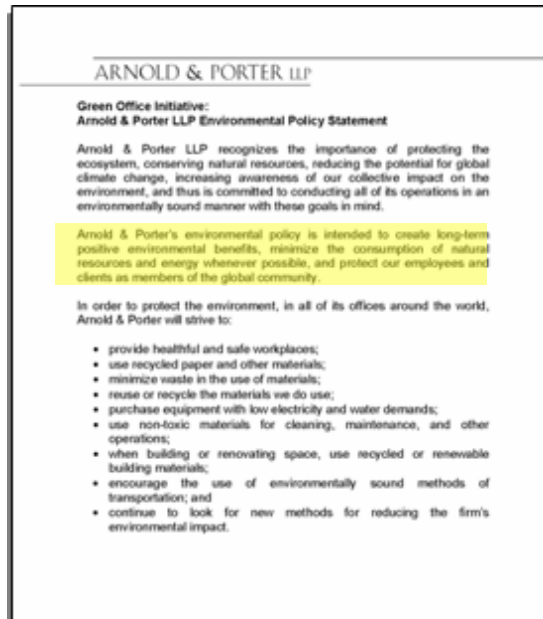 ARNOLD & PORTER LLP
Green Office Initiative:
Arnold & Porter LLP Environmental Policy Statement
Arnold & Porter LLP recognizes the importance of protecting the
ecosystem, conserving natural resources, reducing the potential for global
climate change, increasing awareness of our collective impact on the
environment, and thus is committed to conducting all of its operations in an
environmentally sound manner with these goals in mind.
Arnold & Porter's environmental policy is intended to create long-term
positive environmental benefits, minimize the consumption of natural
resources and energy whenever possible, and protect our employees and
clients as members of the global community.
In order to protect the environment, in all of its offices around the world,
Arnold & Porter will strive to:
• provide healthful and safe workplaces;
• use recycled paper and other materials;
• minimize waste in the use of materials;
• reuse or recycle the materials we do use;
• purchase equipment with low electricity and water demands;
• use non-toxic materials for cleaning, maintenance, and other
operations;
• when building or renovating space, use recycled or renewable
building materials;
• encourage the use of environmentally sound methods of
transportation; and
• continue to look for new methods for reducing the firm's
environmental impact.